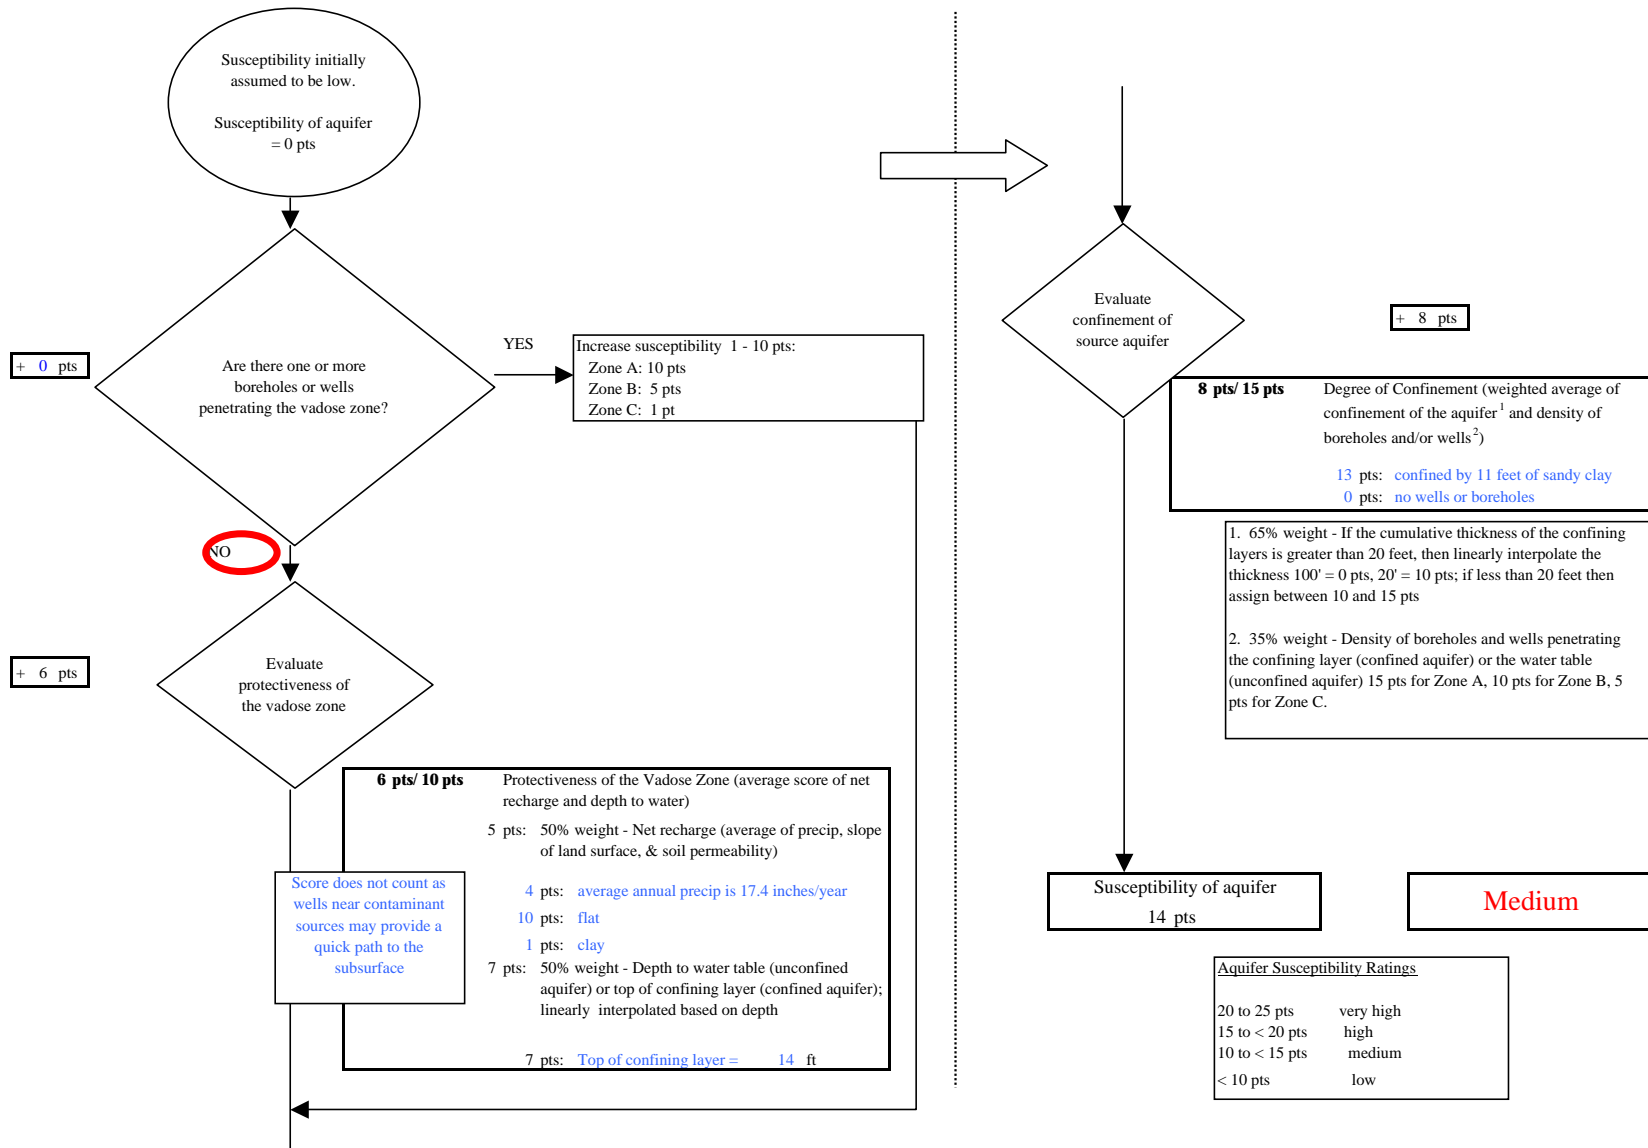 Susceptibility initially
assumed to be low.
Susceptibility of aquifer
= 0 pts
Are there one or more
boreholes or wells
penetrating the vadose zone?
+ 0 pts
YES
Increase susceptibility 1 - 10 pts:
Zone A: 10 pts
Zone B: 5 pts
Zone C: 1 pt
NO
Evaluate
protectiveness of
the vadose zone
+ 6 pts
6 pts/ 10 pts Protectiveness of the Vadose Zone (average score of net
recharge and depth to water)
5 pts: 50% weight - Net recharge (average of precip, slope
of land surface, & soil permeability)
4 pts: average annual precip is 17.4 inches/year
10 pts: flat
1 pts: clay
7 pts: 50% weight - Depth to water table (unconfined
aquifer) or top of confining layer (confined aquifer);
linearly interpolated based on depth
7 pts: Top of confining layer = 14 ft
Score does not count as
wells near contaminant
sources may provide a
quick path to the
subsurface
Evaluate
confinement of
source aquifer
+ 8 pts
8 pts/ 15 pts Degree of Confinement (weighted average of
confinement of the aquifer1 and density of
boreholes and/or wells2)
13 pts: confined by 11 feet of sandy clay
0 pts: no wells or boreholes
1. 65% weight - If the cumulative thickness of the confining
layers is greater than 20 feet, then linearly interpolate the
thickness 100' = 0 pts, 20' = 10 pts; if less than 20 feet then
assign between 10 and 15 pts
2. 35% weight - Density of boreholes and wells penetrating
the confining layer (confined aquifer) or the water table
(unconfined aquifer) 15 pts for Zone A, 10 pts for Zone B, 5
pts for Zone C.
Susceptibility of aquifer
14 pts
Medium
Aquifer Susceptibility Ratings
20 to 25 pts very high
15 to < 20 pts high
10 to < 15 pts medium
< 10 pts low